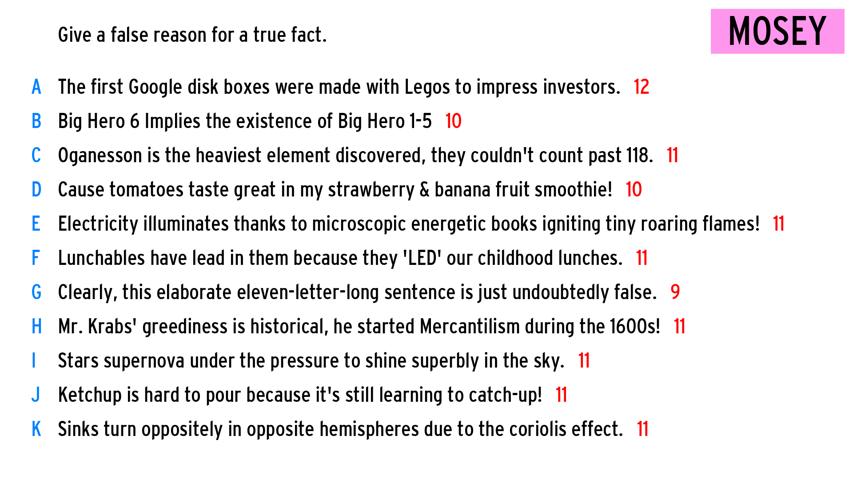 Give a false reason for a true fact.
MOSEY
A The first Google disk boxes were made with Legos to impress investors. 12
B Big Hero 6 Implies the existence of Big Hero 1-5 10
C Oganesson is the heaviest element discovered, they couldn't count past 118. 11
D Cause tomatoes taste great in my strawberry & banana fruit smoothie! 10
E Electricity illuminates thanks to microscopic energetic books igniting tiny roaring flames! 11
F Lunchables have lead in them because they 'LED' our childhood lunches. 11
G Clearly, this elaborate eleven-letter-long sentence is just undoubtedly false. 9
H Mr. Krabs' greediness is historical, he started Mercantilism during the 1600s! 11
I Stars supernova under the pressure to shine superbly in the sky. 11
J Ketchup is hard to pour because it's still learning to catch-up! 11
K Sinks turn oppositely in opposite hemispheres due to the coriolis effect. 11